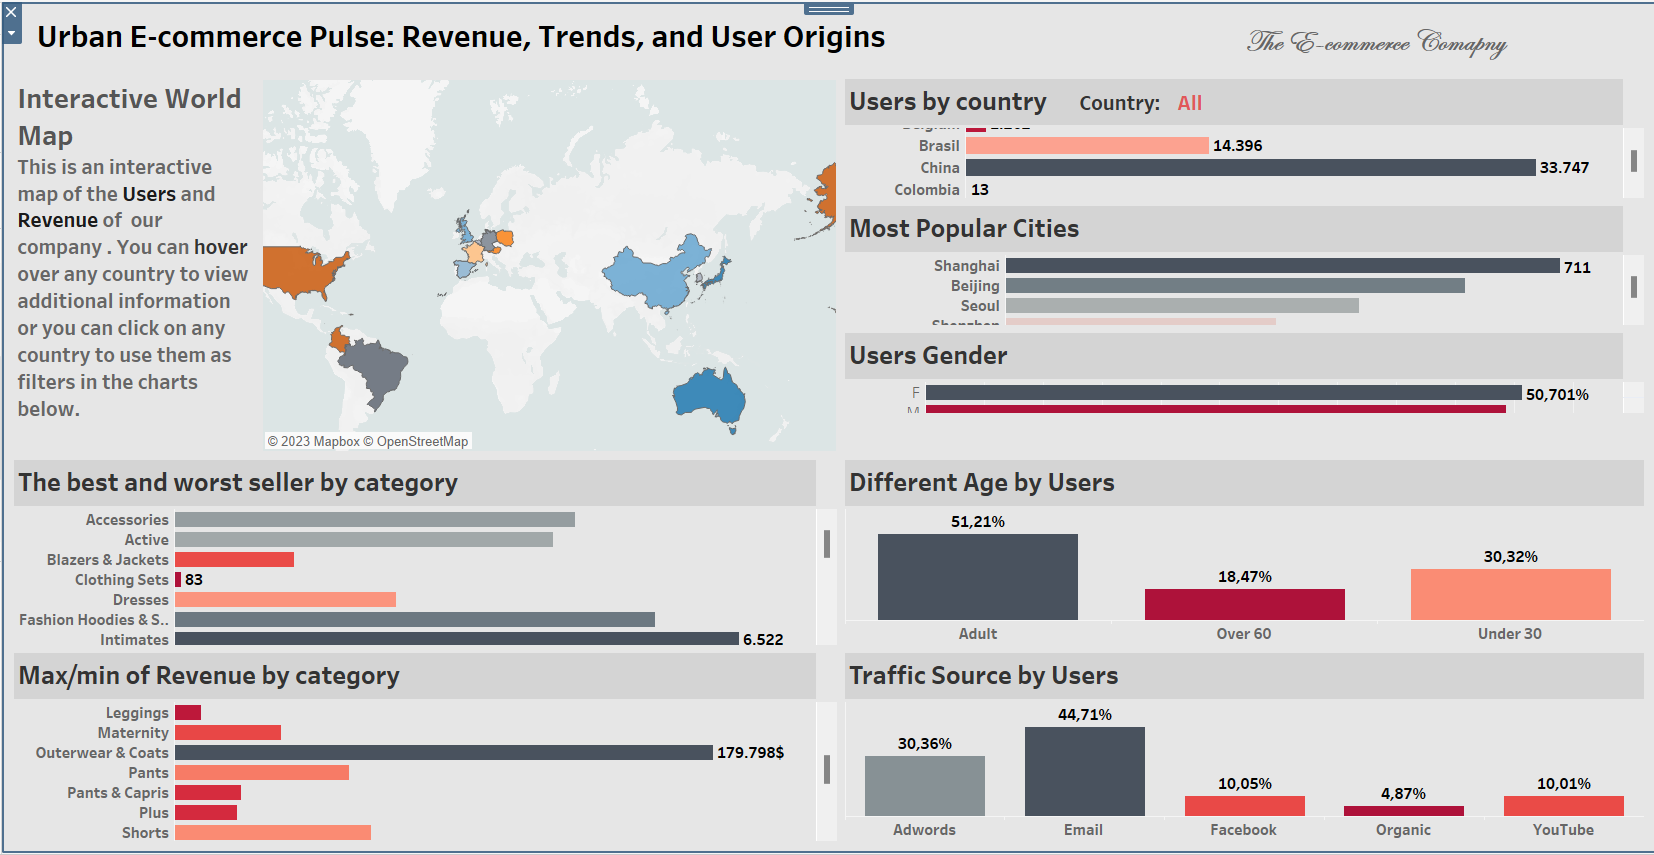 Urban E-commerce Pulse: Revenue, Trends, and User Origins
The E-commerce Comapny
Interactive World
Map
This is an interactive
map of the Users and
Revenue of our
company . You can hover
over any country to view
additional information
or you can click on any
country to use them as
filters in the charts
below.
© 2023 Mapbox © OpenStreetMap
Users by country Country: All
Belgium
Brasil 14.396
China 33.747
Colombia 13
Most Popular Cities
Shanghai 711
Beijing
Seoul
Shenzhen
Users Gender
F 50,701%
M
The best and worst seller by category
Accessories
Active
Blazers & Jackets
Clothing Sets 83
Dresses
Fashion Hoodies & S..
Intimates 6.522
Max/min of Revenue by category
Leggings
Maternity
Outerwear & Coats 179.798$
Pants
Pants & Capris
Plus
Shorts
Different Age by Users
51,21%
18,47%
30,32%
Adult
Over 60
Under 30
Traffic Source by Users
30,36%
44,71%
10,05%
4,87%
10,01%
Adwords
Email
Facebook
Organic
YouTube